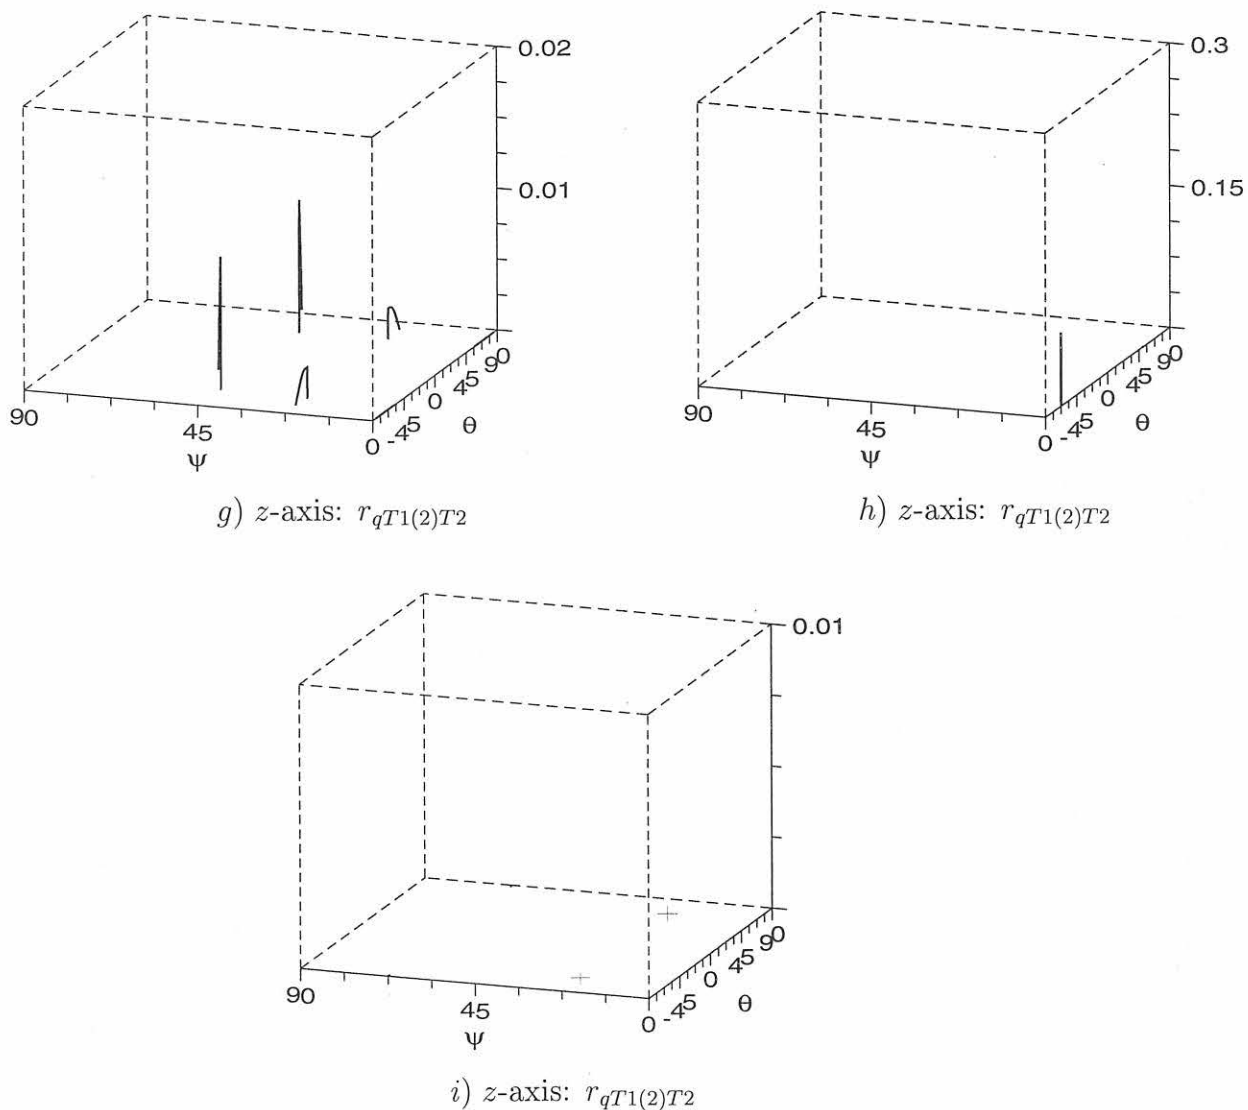 0.02
0.01
90
45
0
-45
0
45
90
θ
Ψ
g) z-axis: r_{qT1(2)T2}
0.3
0.15
90
45
0
-45
0
45
90
θ
Ψ
h) z-axis: r_{qT1(2)T2}
0.01
90
45
0
-45
0
45
90
θ
Ψ
i) z-axis: r_{qT1(2)T2}